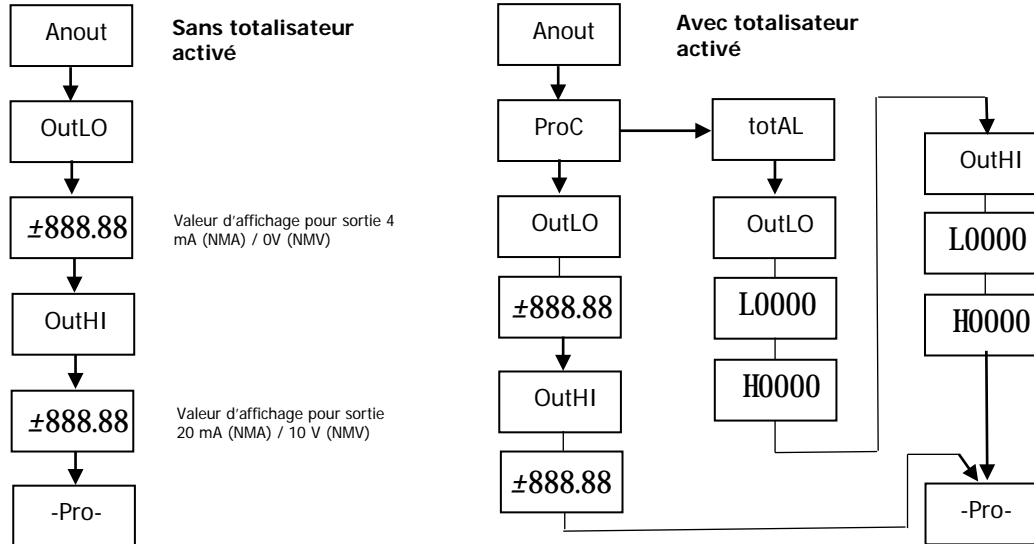 Anout
Sans totalisateur
activé
OutLO
±888.88
Valeur d'affichage pour sortie 4
mA (NMA) / 0V (NMV)
OutHI
±888.88
Valeur d'affichage pour sortie
20 mA (NMA) / 10 V (NMV)
-Pro-
Anout
Avec totalisateur
activé
ProC
OutLO
±888.88
OutHI
±888.88
totAL
OutLO
L0000
H0000
OutHI
L0000
H0000
-Pro-